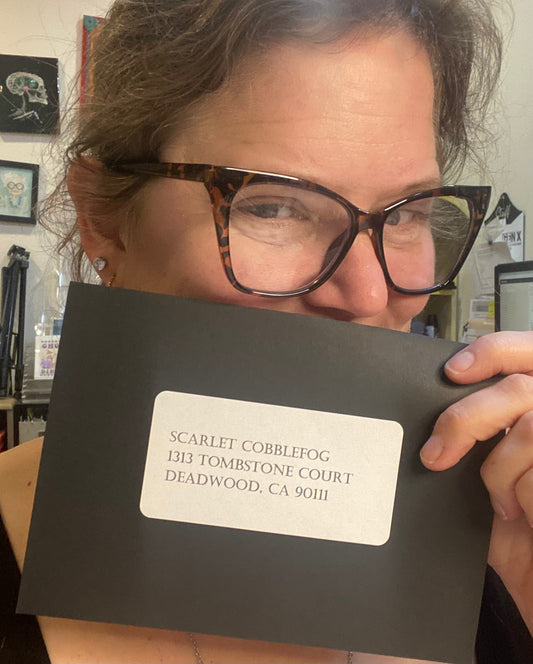 SCARLET COBBLEFOG
1313 TOMBSTONE COURT
DEADWOOD, CA 90111